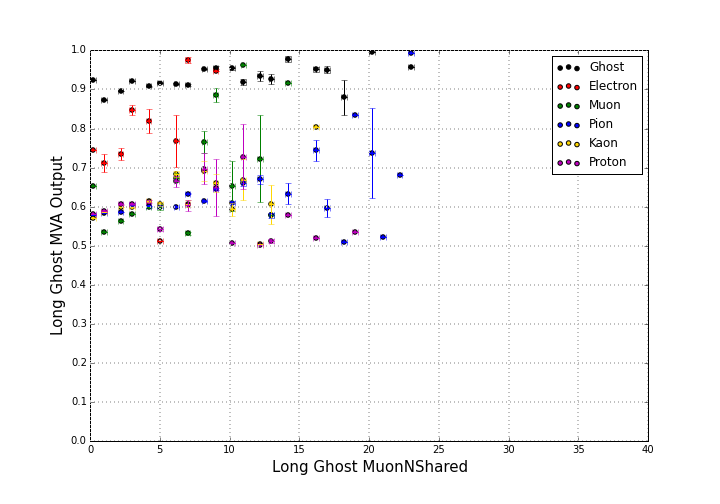 1.0
0.9
0.8
0.7
0.6
0.5
0.4
0.3
0.2
0.1
0.0
Long Ghost MVA Output
Ghost
Electron
Muon
Pion
Kaon
Proton
0 5 10 15 20 25 30 35 40
Long Ghost MuonNShared